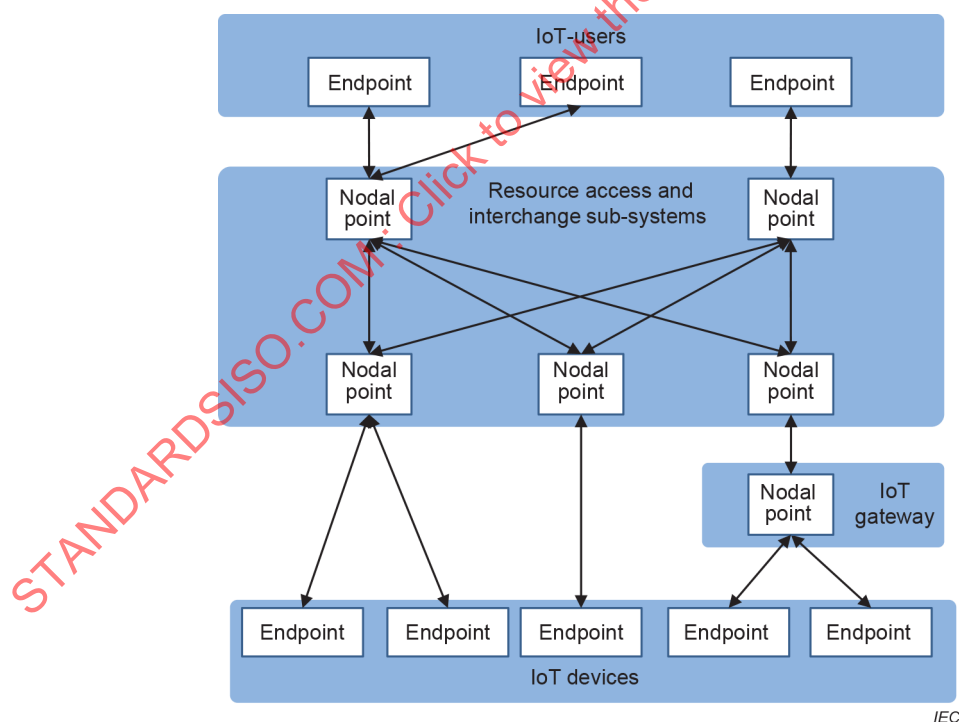 IoT-users
Endpoint
Endpoint
Endpoint
Nodal
point
Resource access and
interchange sub-systems
Nodal
point
Nodal
point
Nodal
point
Nodal
point
Nodal
point
IoT
gateway
Endpoint
Endpoint
Endpoint
Endpoint
Endpoint
IoT devices
IEC
STANDARDSISO.COM : Click to view the